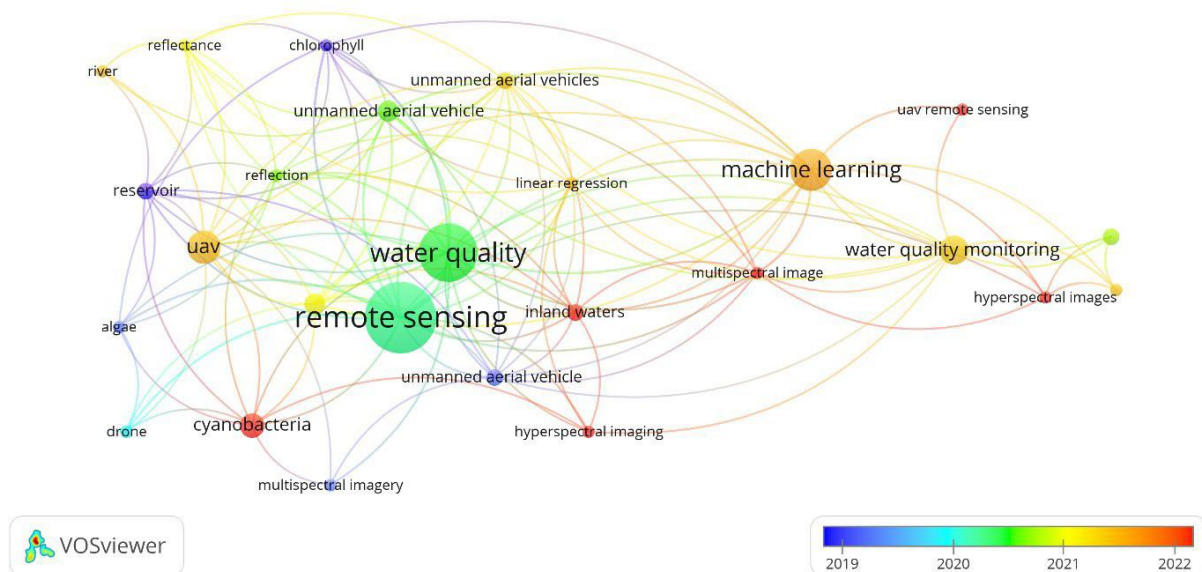 reflectance
chlorophyll
river
unmanned aerial vehicles
unmanned aerial vehicle
uav remote sensing
machine learning
reflection
linear regression
reservoir
uav
water quality
water quality monitoring
multispectral image
hyperspectral images
remote sensing
inland waters
algae
unmanned aerial vehicle
cyanobacteria
drone
hyperspectral imaging
multispectral imagery
VOSviewer
2019 2020 2021 2022